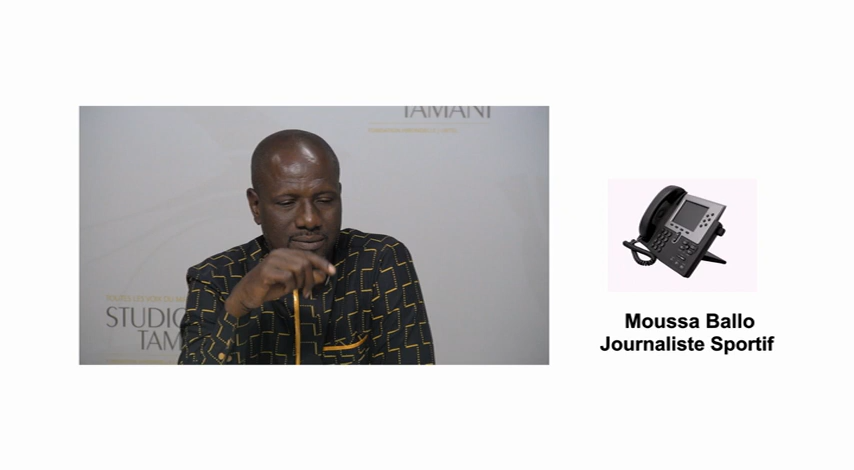 TAMANI
STUDIO
TAM
Moussa Ballo
Journaliste Sportif